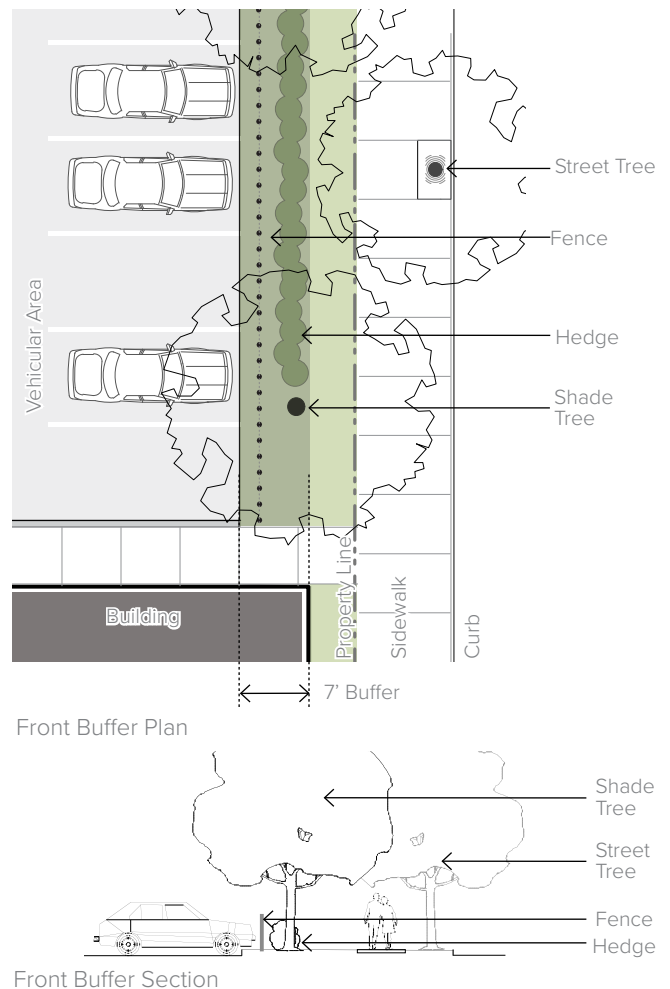 Street Tree
Fence
Vehicular Area
Hedge
Shade
Tree
Building
Property Line
Sidewalk
Curb
7’ Buffer
Front Buffer Plan
Shade
Tree
Street
Tree
Fence
Hedge
Front Buffer Section